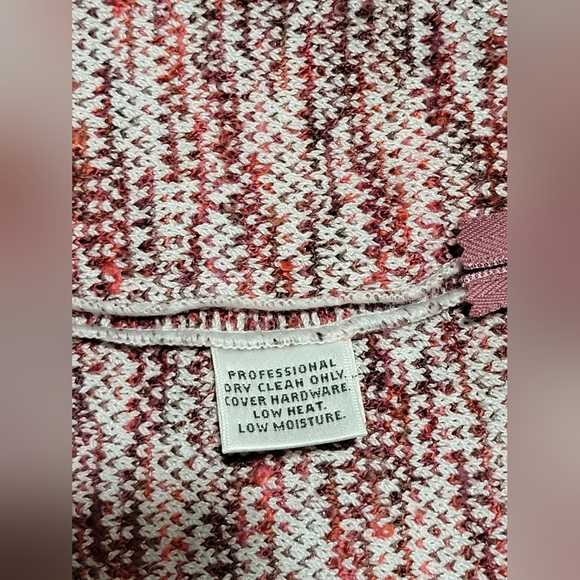 PROFESSIONAL
DRY CLEAN ONLY.
COVER HARDWARE.
LOW HEAT.
LOW MOISTURE.